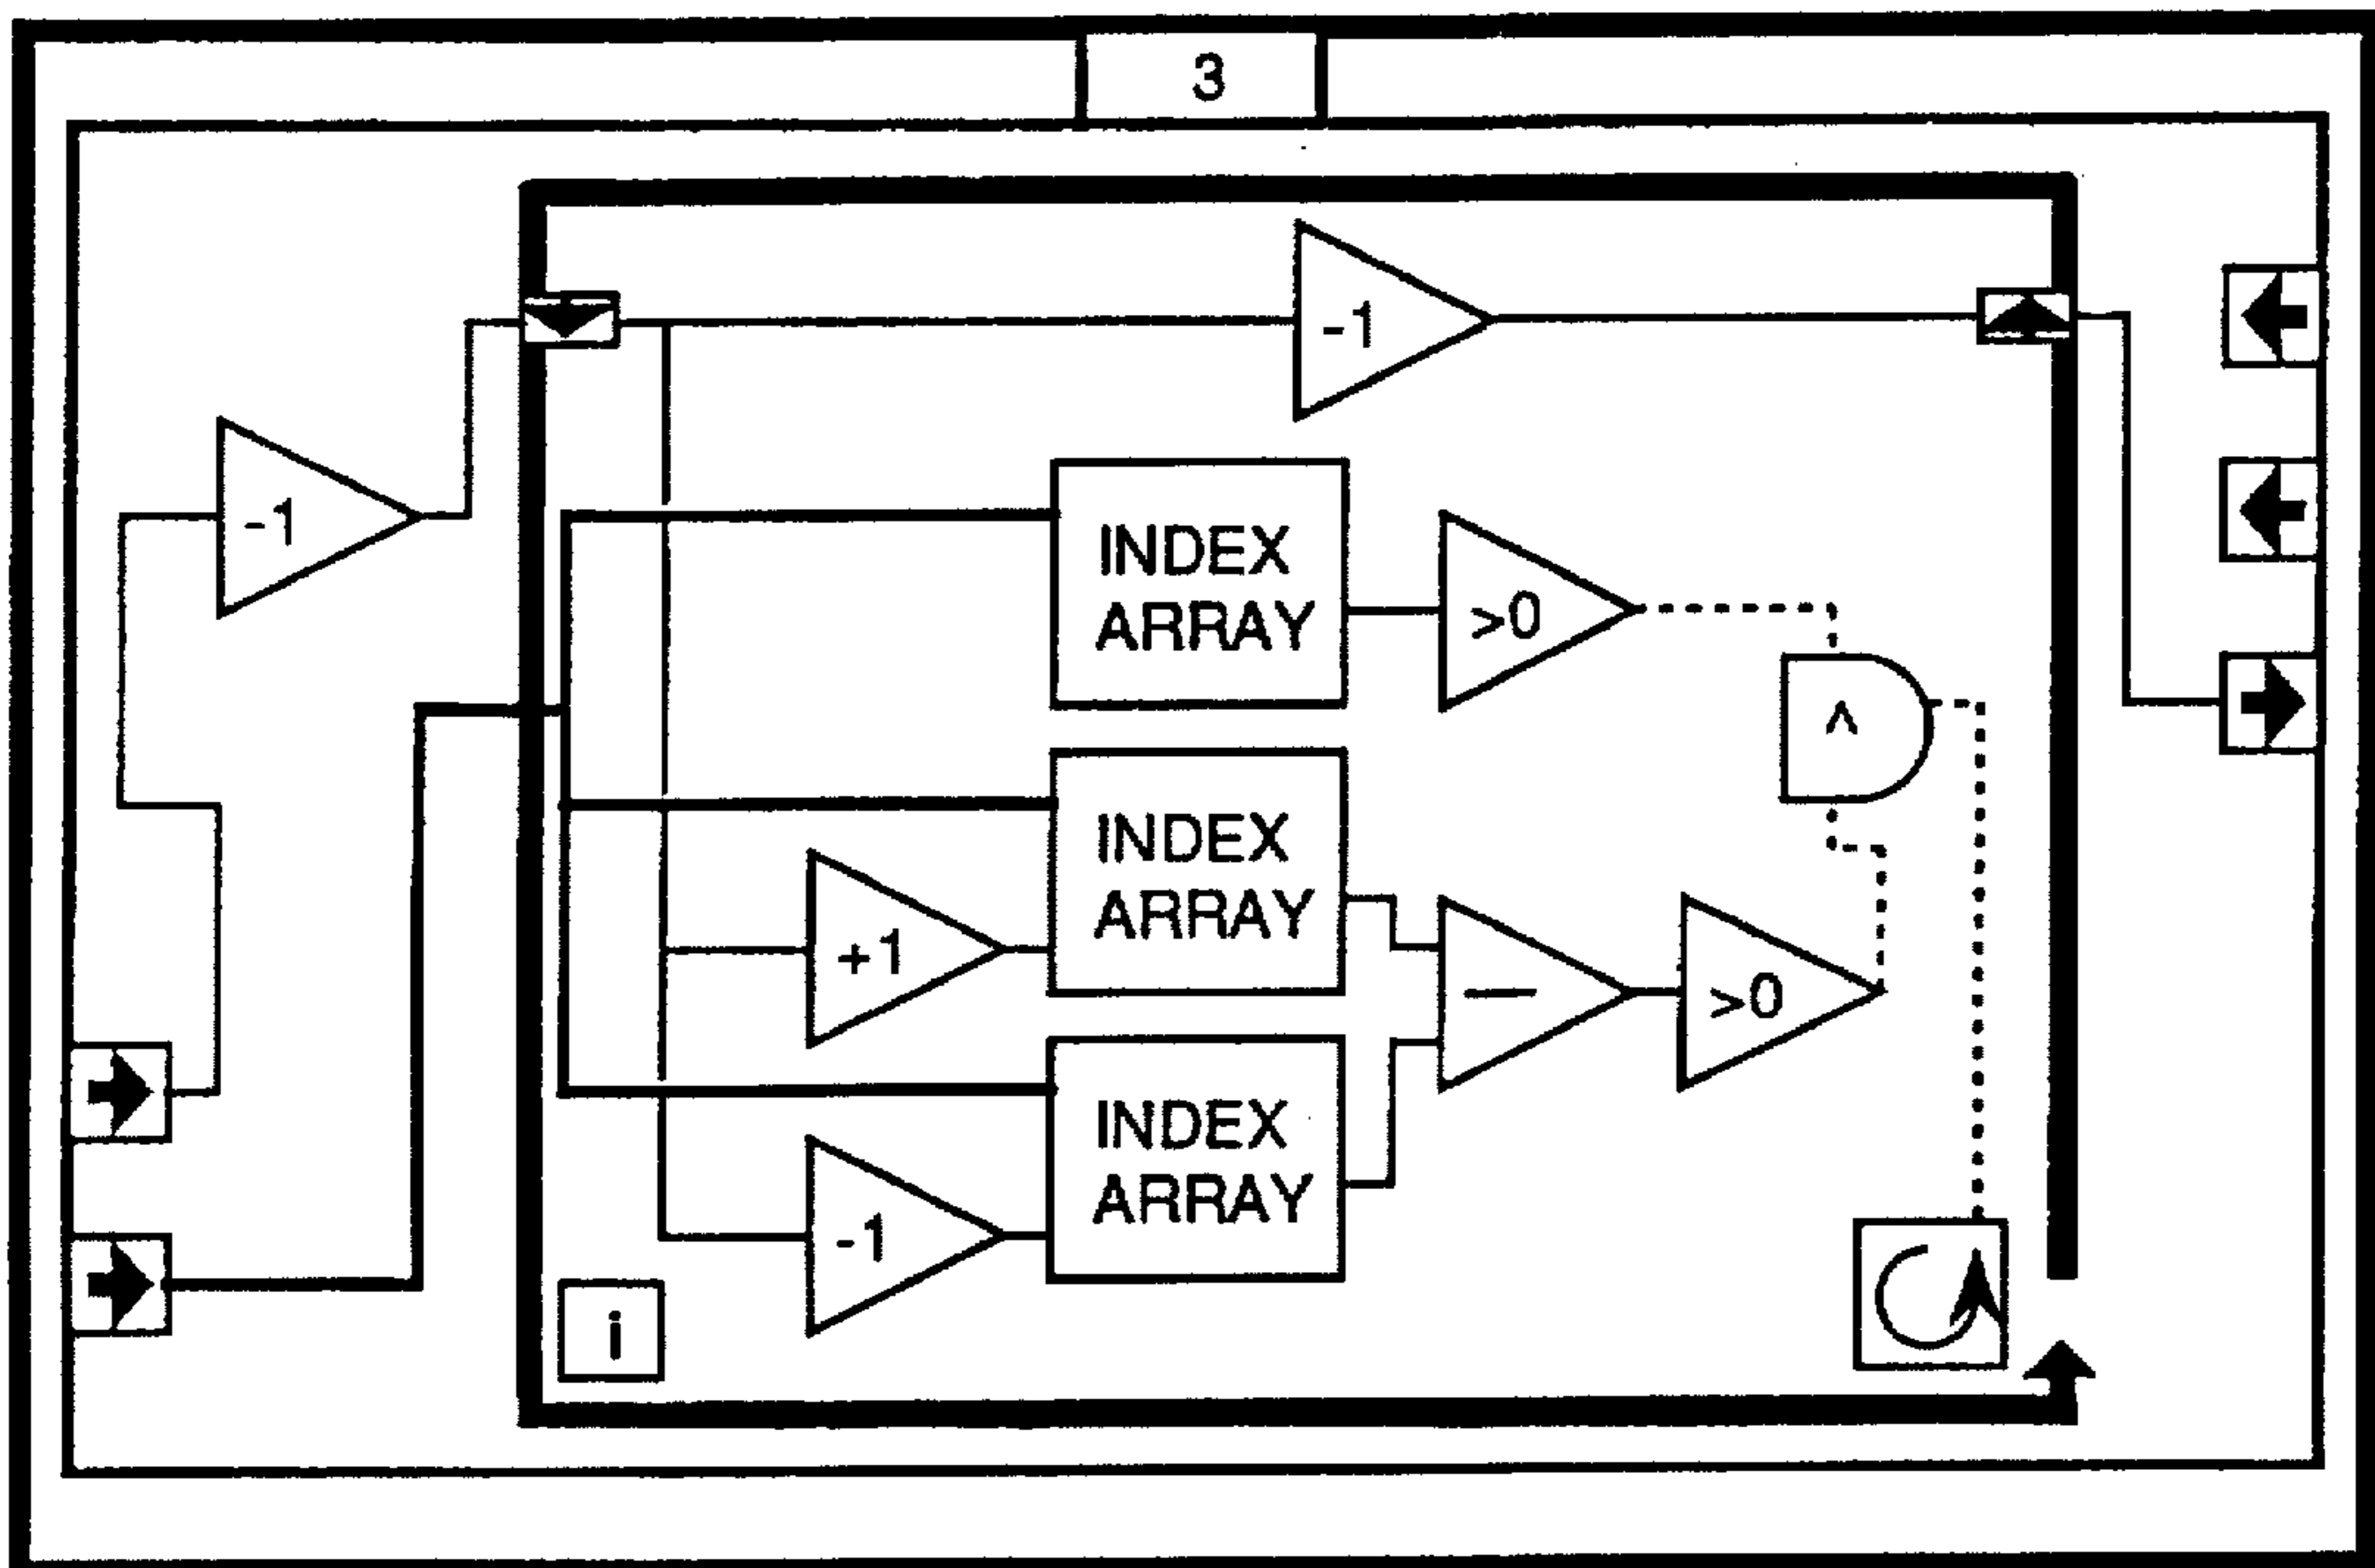 3
-1
-1
INDEX
ARRAY
>0
^
INDEX
ARRAY
+1
—
>0
INDEX
ARRAY
-1
i